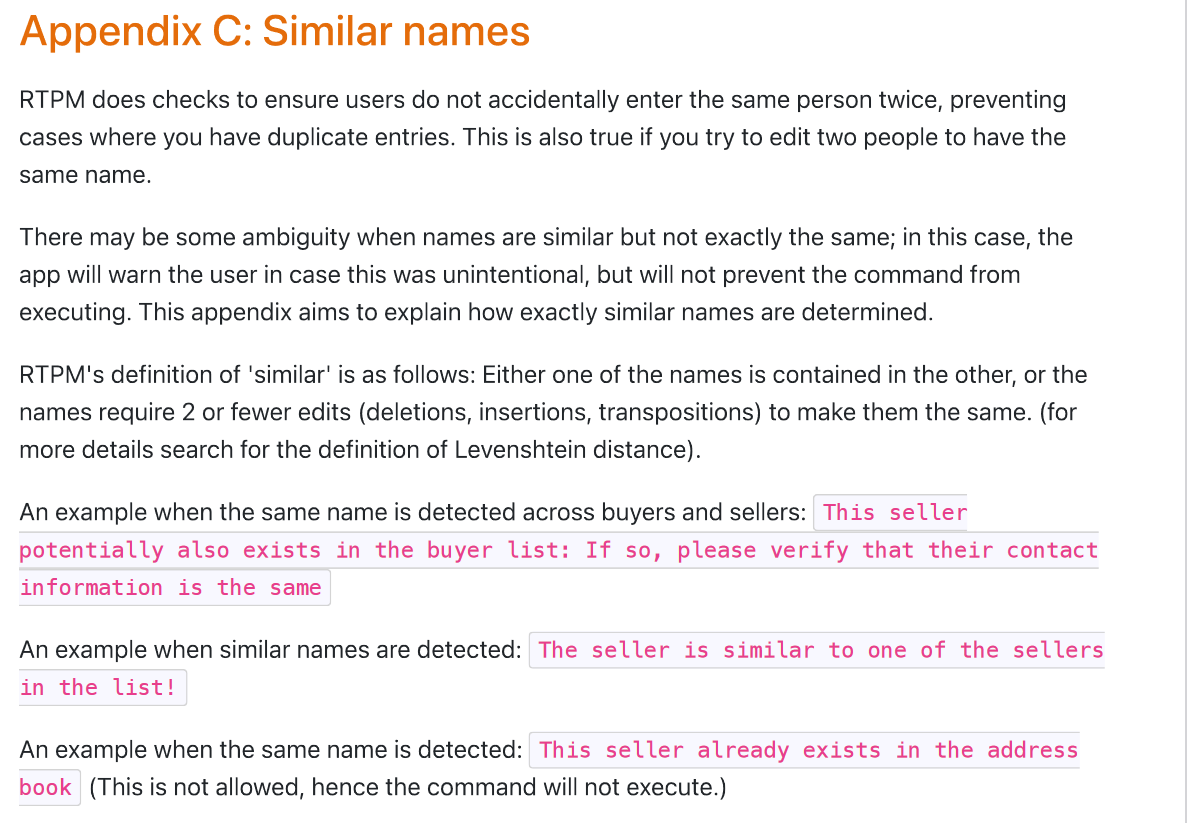 Appendix C: Similar names
RTPM does checks to ensure users do not accidentally enter the same person twice, preventing
cases where you have duplicate entries. This is also true if you try to edit two people to have the
same name.
There may be some ambiguity when names are similar but not exactly the same; in this case, the
app will warn the user in case this was unintentional, but will not prevent the command from
executing. This appendix aims to explain how exactly similar names are determined.
RTPM's definition of 'similar' is as follows: Either one of the names is contained in the other, or the
names require 2 or fewer edits (deletions, insertions, transpositions) to make them the same. (for
more details search for the definition of Levenshtein distance).
An example when the same name is detected across buyers and sellers: This seller
potentially also exists in the buyer list: If so, please verify that their contact
information is the same
An example when similar names are detected: The seller is similar to one of the sellers
in the list!
An example when the same name is detected: This seller already exists in the address
book (This is not allowed, hence the command will not execute.)